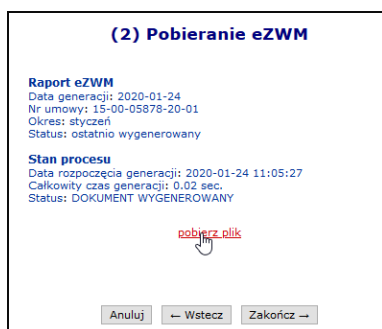 (2) Pobieranie eZWM
Raport eZWM
Data generacji: 2020-01-24
Nr umowy: 15-00-05878-20-01
Okres: styczeń
Status: ostatnio wygenerowany
Stan procesu
Data rozpoczęcia generacji: 2020-01-24 11:05:27
Całkowity czas generacji: 0.02 sec.
Status: DOKUMENT WYGENEROWANY
pobierz plik
Anuluj ← Wstecz Zakończ →